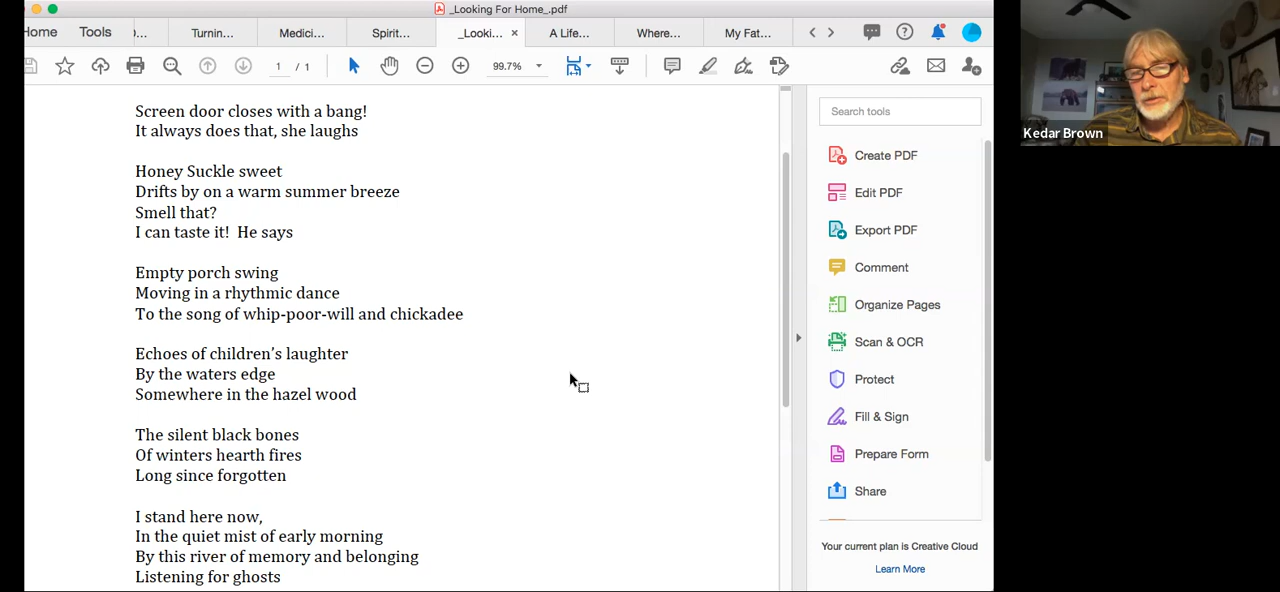 _Looking For Home_.pdf
Home Tools ... Turnin... Medici... Spirit... _Looki... × A Life... Where... My Fat...
1 / 1 99.7%
Screen door closes with a bang!
It always does that, she laughs
Honey Suckle sweet
Drifts by on a warm summer breeze
Smell that?
I can taste it!  He says
Empty porch swing
Moving in a rhythmic dance
To the song of whip-poor-will and chickadee
Echoes of children’s laughter
By the waters edge
Somewhere in the hazel wood
The silent black bones
Of winters hearth fires
Long since forgotten
I stand here now,
In the quiet mist of early morning
By this river of memory and belonging
Listening for ghosts
Search tools
Create PDF
Edit PDF
Export PDF
Comment
Organize Pages
Scan & OCR
Protect
Fill & Sign
Prepare Form
Share
Your current plan is Creative Cloud
Learn More
Kedar Brown